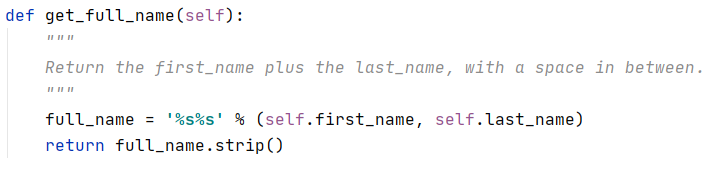 def get_full_name(self):
    """
    Return the first_name plus the last_name, with a space in between.
    """
    full_name = '%s%s' % (self.first_name, self.last_name)
    return full_name.strip()